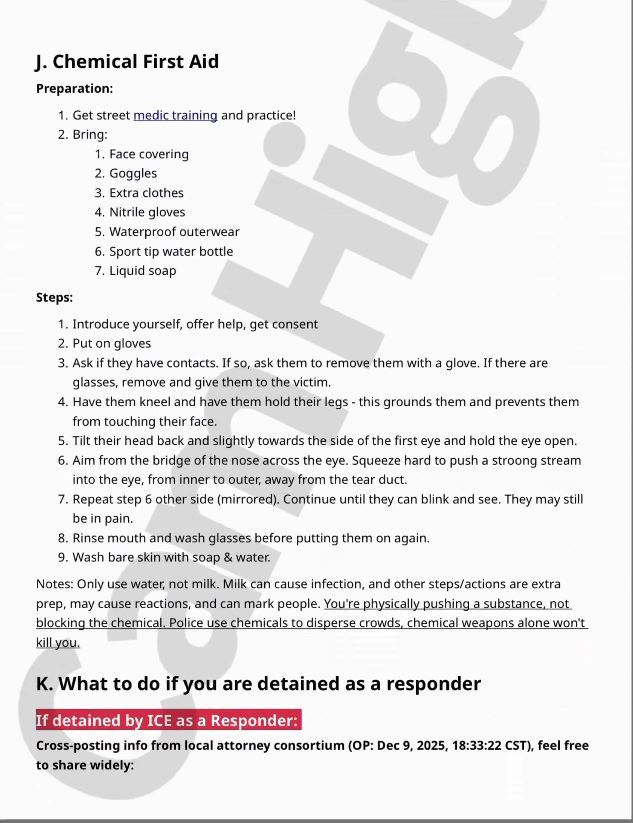 J. Chemical First Aid
Preparation:
1. Get street medic training and practice!
2. Bring:
1. Face covering
2. Goggles
3. Extra clothes
4. Nitrile gloves
5. Waterproof outerwear
6. Sport tip water bottle
7. Liquid soap
Steps:
1. Introduce yourself, offer help, get consent
2. Put on gloves
3. Ask if they have contacts. If so, ask them to remove them with a glove. If there are
glasses, remove and give them to the victim.
4. Have them kneel and have them hold their legs - this grounds them and prevents them
from touching their face.
5. Tilt their head back and slightly towards the side of the first eye and hold the eye open.
6. Aim from the bridge of the nose across the eye. Squeeze hard to push a stroong stream
into the eye, from inner to outer, away from the tear duct.
7. Repeat step 6 other side (mirrored). Continue until they can blink and see. They may still
be in pain.
8. Rinse mouth and wash glasses before putting them on again.
9. Wash bare skin with soap & water.
Notes: Only use water, not milk. Milk can cause infection, and other steps/actions are extra
prep, may cause reactions, and can mark people. You're physically pushing a substance, not
blocking the chemical. Police use chemicals to disperse crowds, chemical weapons alone won't
kill you.
K. What to do if you are detained as a responder
If detained by ICE as a Responder:
Cross-posting info from local attorney consortium (OP: Dec 9, 2025, 18:33:22 CST), feel free
to share widely:
CamHigb